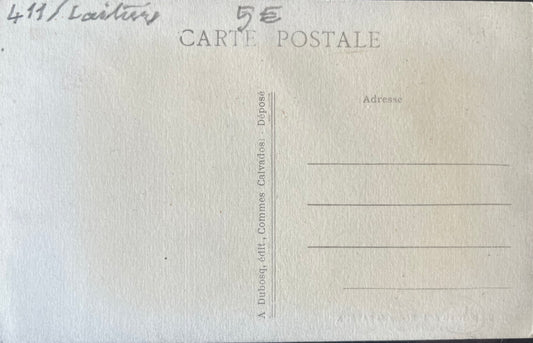 411/Laitier 5€
CARTE POSTALE
Adresse
A Dubosq, édit., Commes Calvados: - Déposé